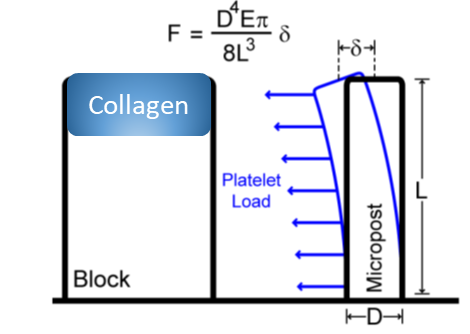 F = D⁴Eπ / 8L³ δ
δ
Collagen
Platelet
Load
L
Micropost
Block
D